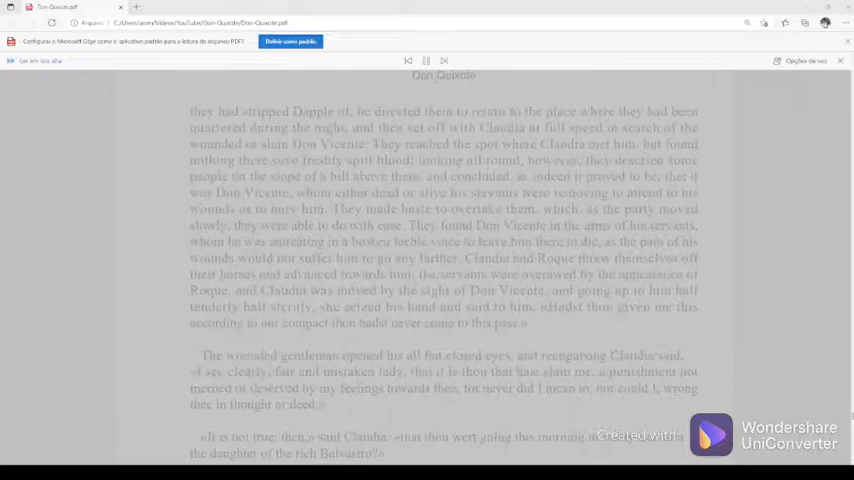 Don-Quixote.pdf
Arquivo C:/Users/
/Videos/YouTube/Don-Quixote/Don-Quixote.pdf
Configurar o Microsoft Edge como o aplicativo padrão para a leitura de arquivos PDF? Definir como padrão
Ler em voz alta Opções de voz
Don Quixote
they had stripped Dapple of, he directed them to return to the place where they had been
quartered during the night, and then set off with Claudia at full speed in search of the
wounded or slain Don Vicente. They reached the spot where Claudia met him, but found
nothing there save freshly spilt blood; looking all round, however, they descried some
people on the slope of a hill above them, and concluded, as indeed it proved to be, that it
was Don Vicente, whom either dead or alive his servants were removing to attend to his
wounds or to bury him. They made haste to overtake them, which, as the party moved
slowly, they were able to do with ease. They found Don Vicente in the arms of his servants,
whom he was entreating in a broken feeble voice to leave him there to die, as the pain of his
wounds would not suffer him to go any farther. Claudia and Roque threw themselves off
their horses and advanced towards him; the servants were overawed by the appearance of
Roque, and Claudia was moved by the sight of Don Vicente, and going up to him half
tenderly half sternly, she seized his hand and said to him, «Hadst thou given me this
according to our compact thou hadst never come to this pass.»
The wounded gentleman opened his all but closed eyes, and recognising Claudia said,
«I see clearly, fair and mistaken lady, that it is thou that hast slain me, a punishment not
merited or deserved by my feelings towards thee, for never did I mean to, nor could I, wrong
thee in thought or deed.»
«It is not true, then,» said Claudia, «that thou wert going this morning
the daughter of the rich Balvastro?»
Created with Wondershare
UniConverter